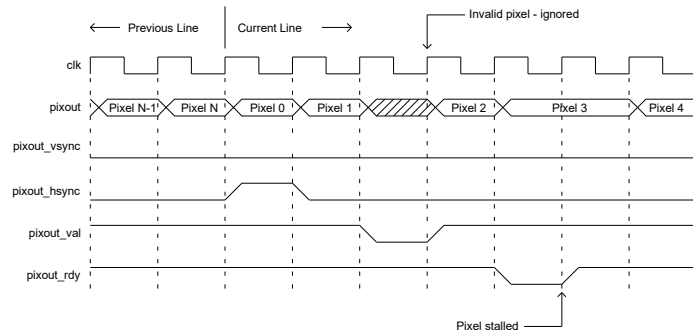 Invalid pixel - ignored
Previous Line
Current Line
clk
pixout
Pixel N-1
Pixel N
Pixel 0
Pixel 1
Pixel 2
Pixel 3
Pixel 4
pixout_vsync
pixout_hsync
pixout_val
pixout_rdy
Pixel stalled